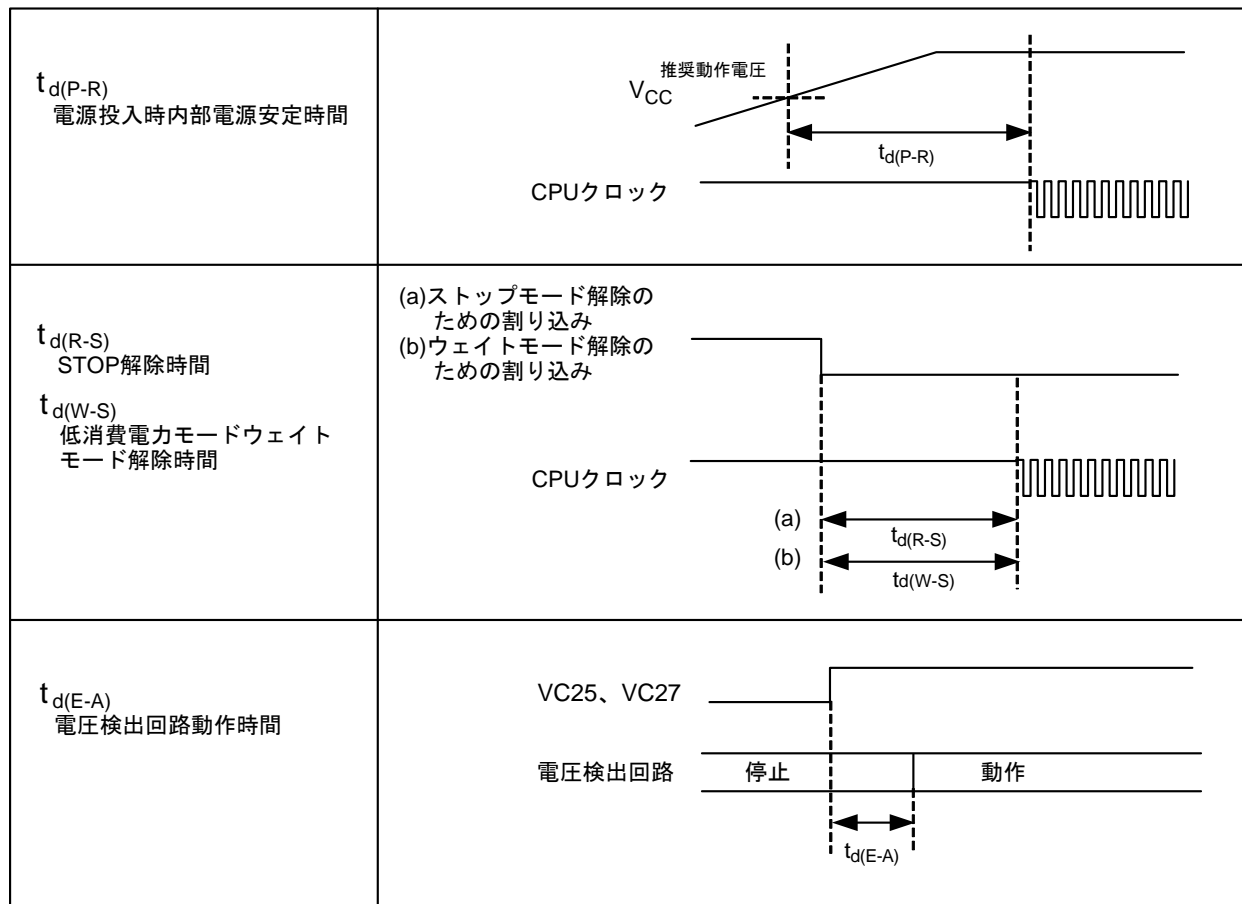 td(P-R)
電源投入時内部電源安定時間
推奨動作電圧
VCC
td(P-R)
CPUクロック
td(R-S)
STOP解除時間
td(W-S)
低消費電力モードウェイト
モード解除時間
(a)ストップモード解除の
ための割り込み
(b)ウェイトモード解除の
ための割り込み
CPUクロック
(a)
td(R-S)
(b)
td(W-S)
td(E-A)
電圧検出回路動作時間
VC25、VC27
電圧検出回路
停止
動作
td(E-A)